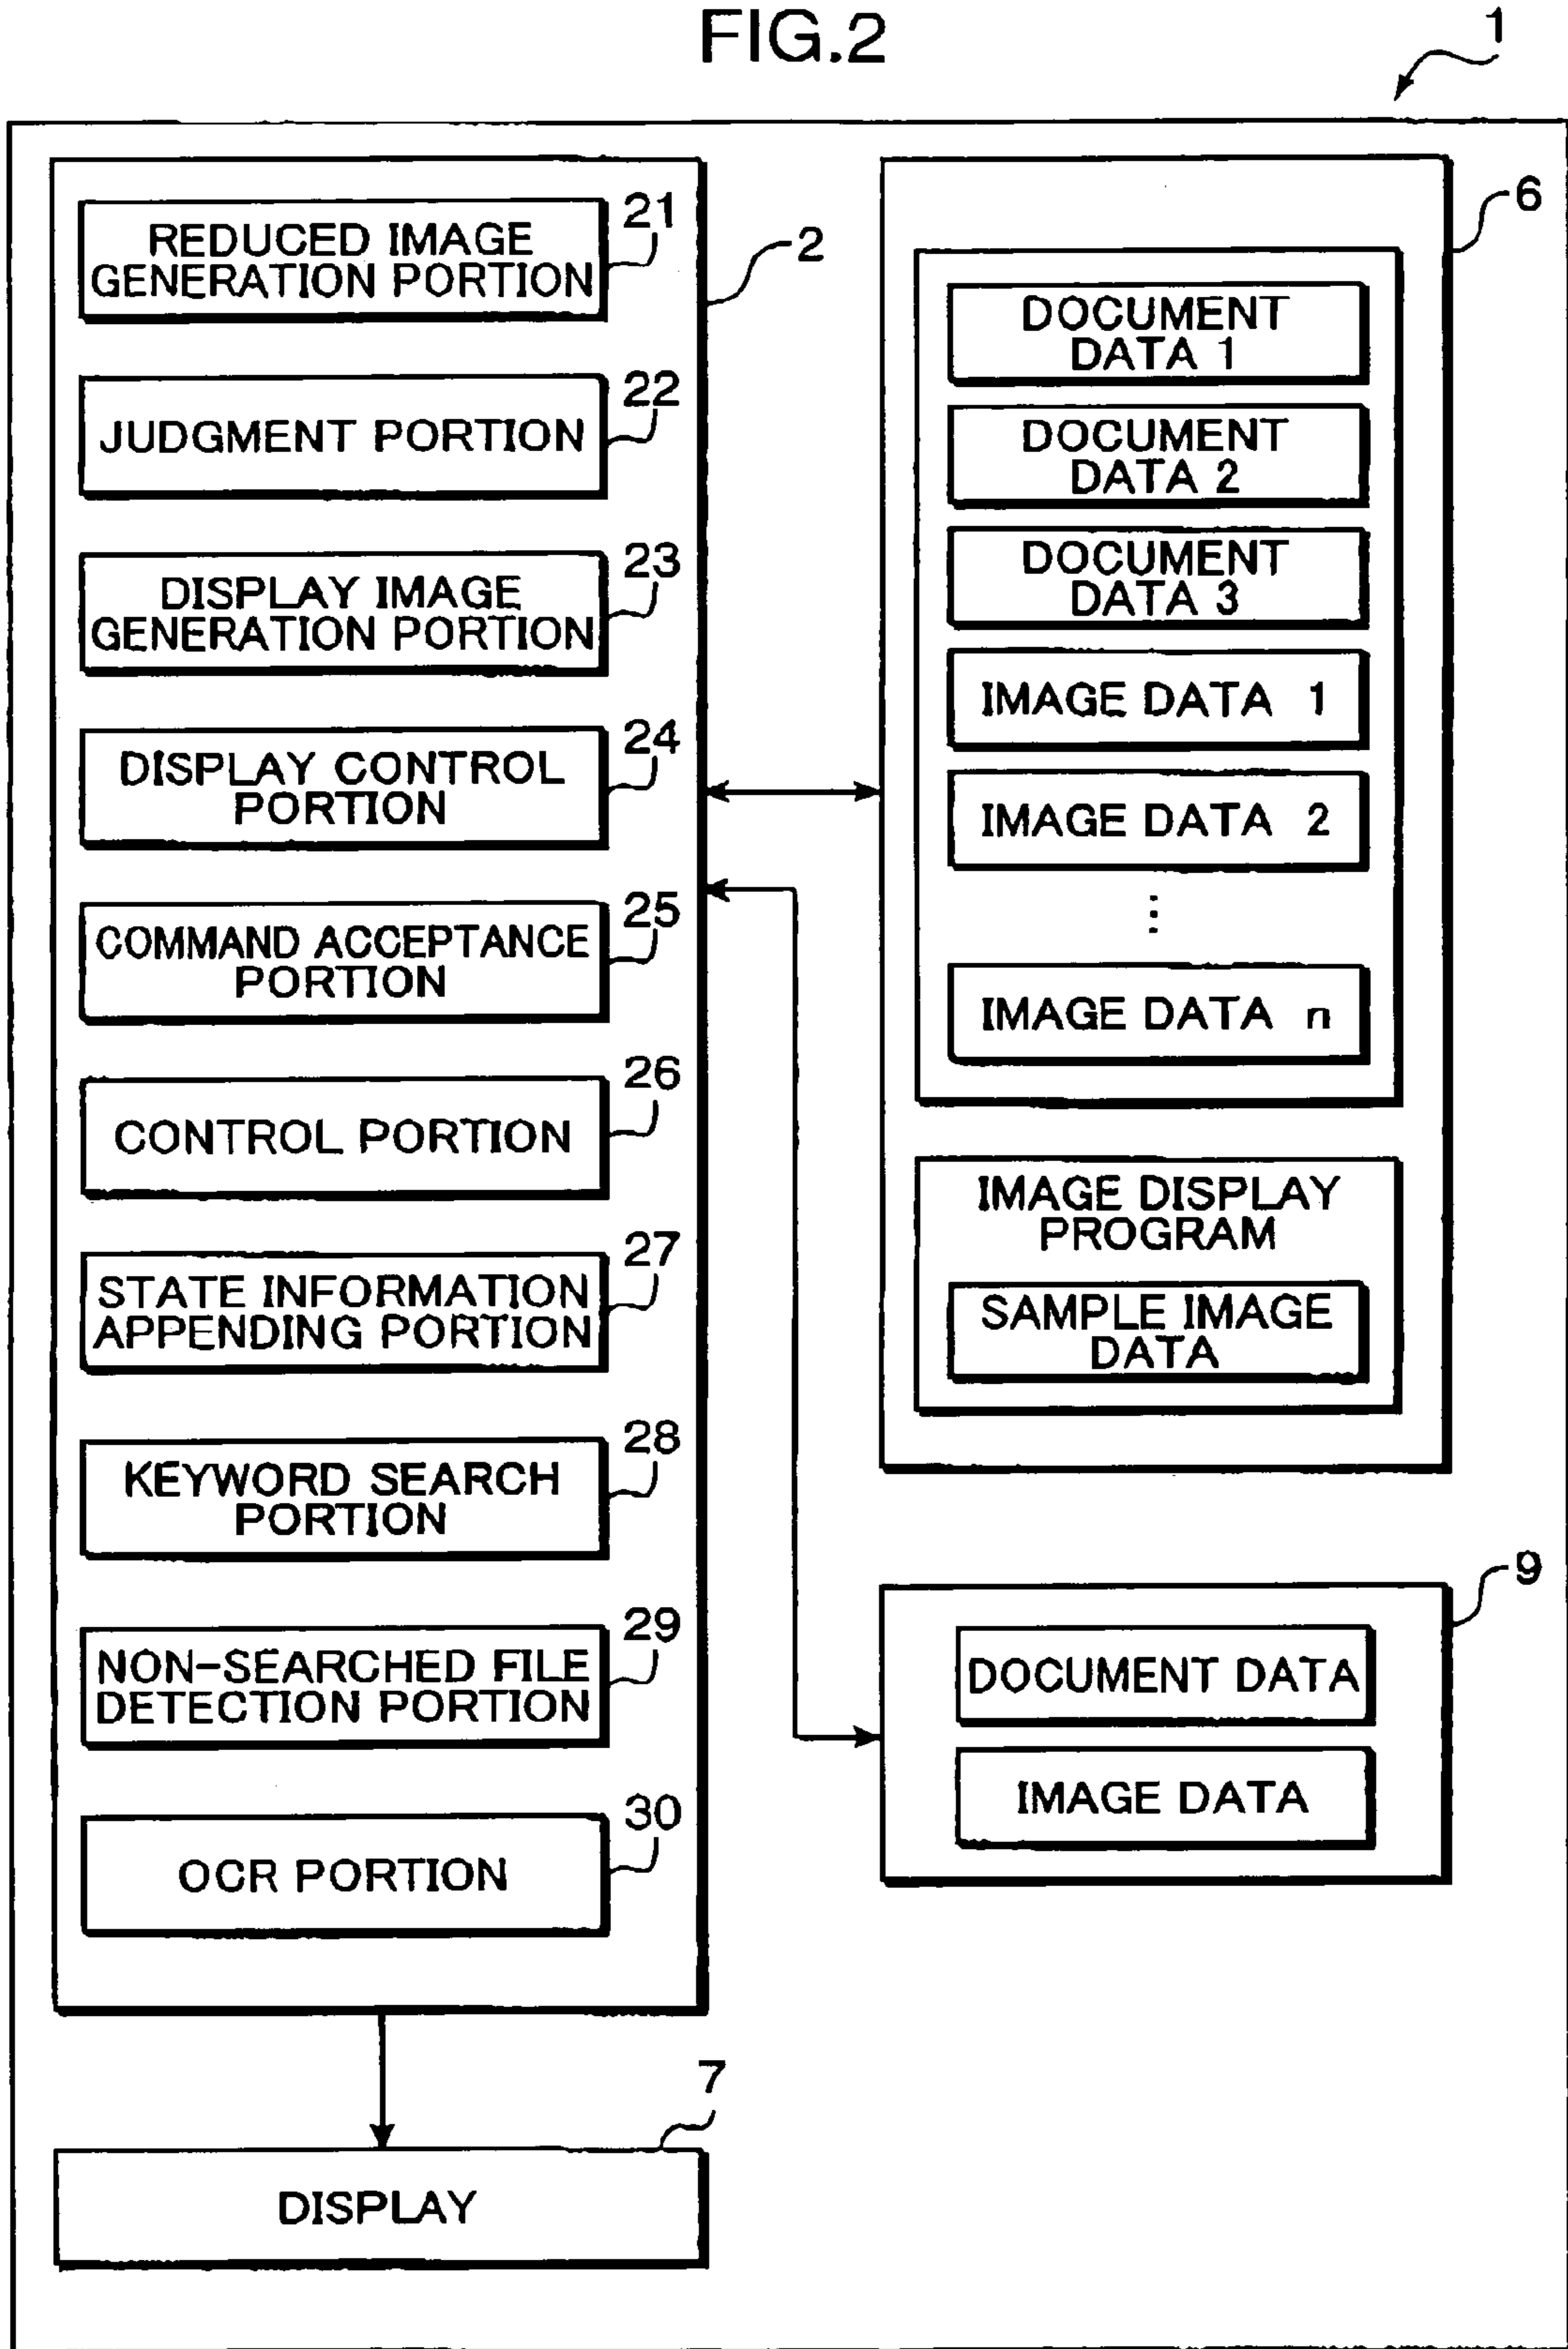 FIG.2
1
21
REDUCED IMAGE
GENERATION PORTION
2
22
JUDGMENT PORTION
23
DISPLAY IMAGE
GENERATION PORTION
24
DISPLAY CONTROL
PORTION
25
COMMAND ACCEPTANCE
PORTION
26
CONTROL PORTION
27
STATE INFORMATION
APPENDING PORTION
28
KEYWORD SEARCH
PORTION
29
NON-SEARCHED FILE
DETECTION PORTION
30
OCR PORTION
6
DOCUMENT
DATA 1
DOCUMENT
DATA 2
DOCUMENT
DATA 3
IMAGE DATA 1
IMAGE DATA 2
⋮
IMAGE DATA n
IMAGE DISPLAY
PROGRAM
SAMPLE IMAGE
DATA
9
DOCUMENT DATA
IMAGE DATA
7
DISPLAY